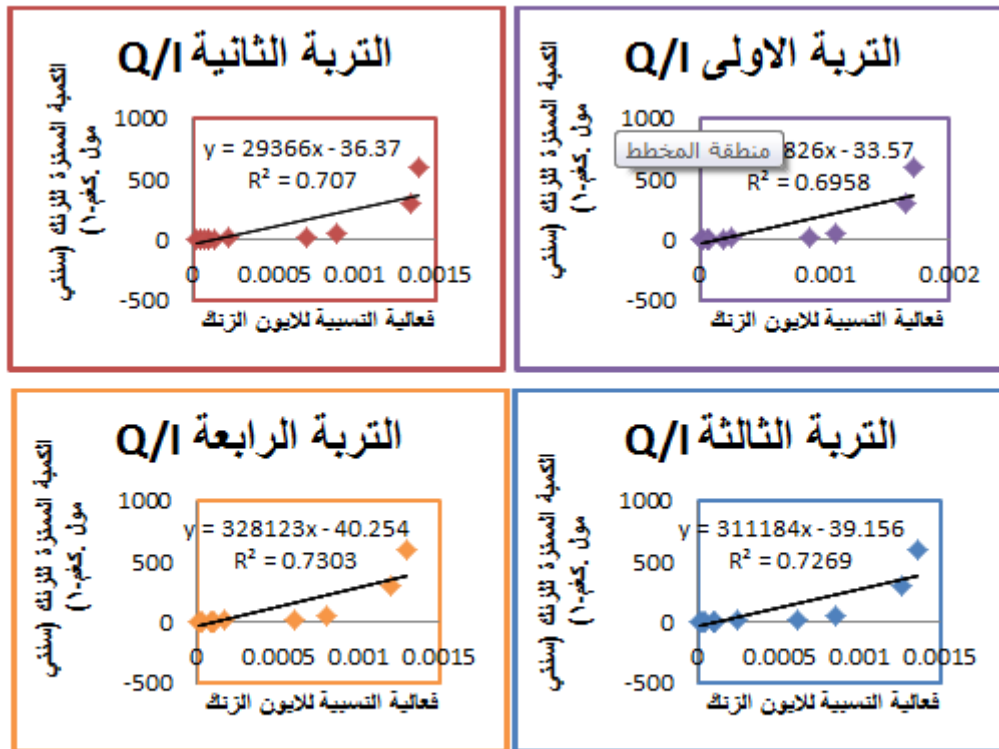 التربة الثانية Q/I
الكمية الممتزة للزنك (سنتي
مول .كغم-١)
1000
500
0
-500
y = 29366x - 36.37
R² = 0.707
0 0.0005 0.001 0.0015
فعالية النسبية للايون الزنك
التربة الاولى Q/I
الكمية الممتزة للزنك (سنتي
مول .كغم-١)
1000
500
0
-500
منطقة المخطط
826x - 33.57
R² = 0.6958
0 0.001 0.002
فعالية النسبية للايون الزنك
التربة الرابعة Q/I
الكمية الممتزة للزنك (سنتي
مول .كغم-١)
1000
500
0
-500
y = 328123x - 40.254
R² = 0.7303
0 0.0005 0.001 0.0015
فعالية النسبية للايون الزنك
التربة الثالثة Q/I
الكمية الممتزة للزنك (سنتي
مول .كغم-١)
1000
500
0
-500
y = 311184x - 39.156
R² = 0.7269
0 0.0005 0.001 0.0015
فعالية النسبية للايون الزنك